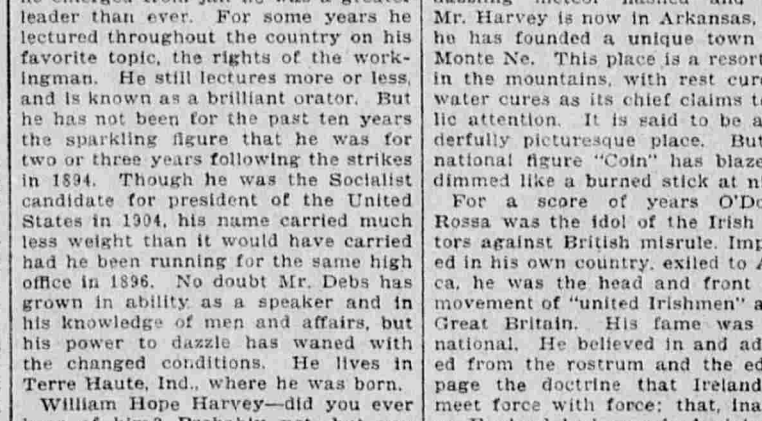 leader than ever. For some years he
lectured throughout the country on his
favorite topic, the rights of the work-
ingman. He still lectures more or less,
and is known as a brilliant orator. But
he has not been for the past ten years
the sparkling figure that he was for
two or three years following the strikes
in 1894. Though he was the Socialist
candidate for president of the United
States in 1904, his name carried much
less weight than it would have carried
had he been running for the same high
office in 1896. No doubt Mr. Debs has
grown in ability as a speaker and in
his knowledge of men and affairs, but
his power to dazzle has waned with
the changed conditions. He lives in
Terre Haute, Ind., where he was born.
William Hope Harvey—did you ever
Mr. Harvey is now in Arkansas,
he has founded a unique town
Monte Ne. This place is a resort
in the mountains, with rest cure
water cures as its chief claims t
lic attention. It is said to be a
derfully picturesque place. But
national figure "Coin" has blaze
dimmed like a burned stick at n
For a score of years O'Do
Rossa was the idol of the Irish
tors against British misrule. Imp
ed in his own country, exiled to A
ca, he was the head and front
movement of "united Irishmen" a
Great Britain. His fame was
national. He believed in and ad
ed from the rostrum and the ed
page the doctrine that Ireland
meet force with force; that, ina